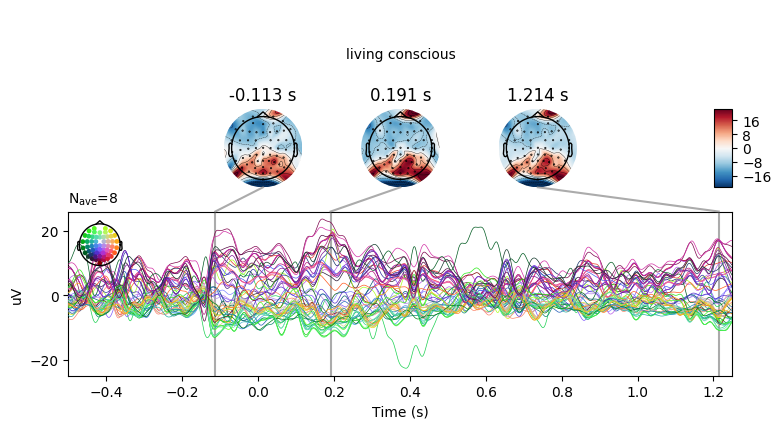 living conscious
-0.113 s 0.191 s 1.214 s
16
8
0
−8
−16
Nave=8
20
0
−20
uV
−0.4 −0.2 0.0 0.2 0.4 0.6 0.8 1.0 1.2
Time (s)